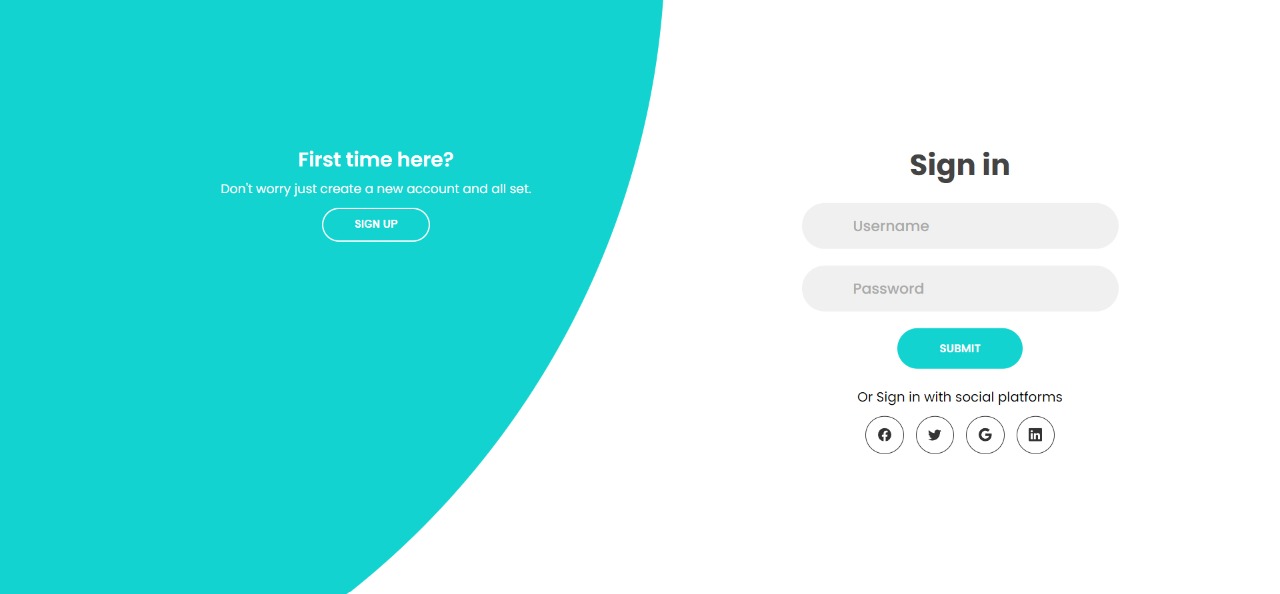 First time here?
Don't worry just create a new account and all set.
SIGN UP
Sign in
Username
Password
SUBMIT
Or Sign in with social platforms